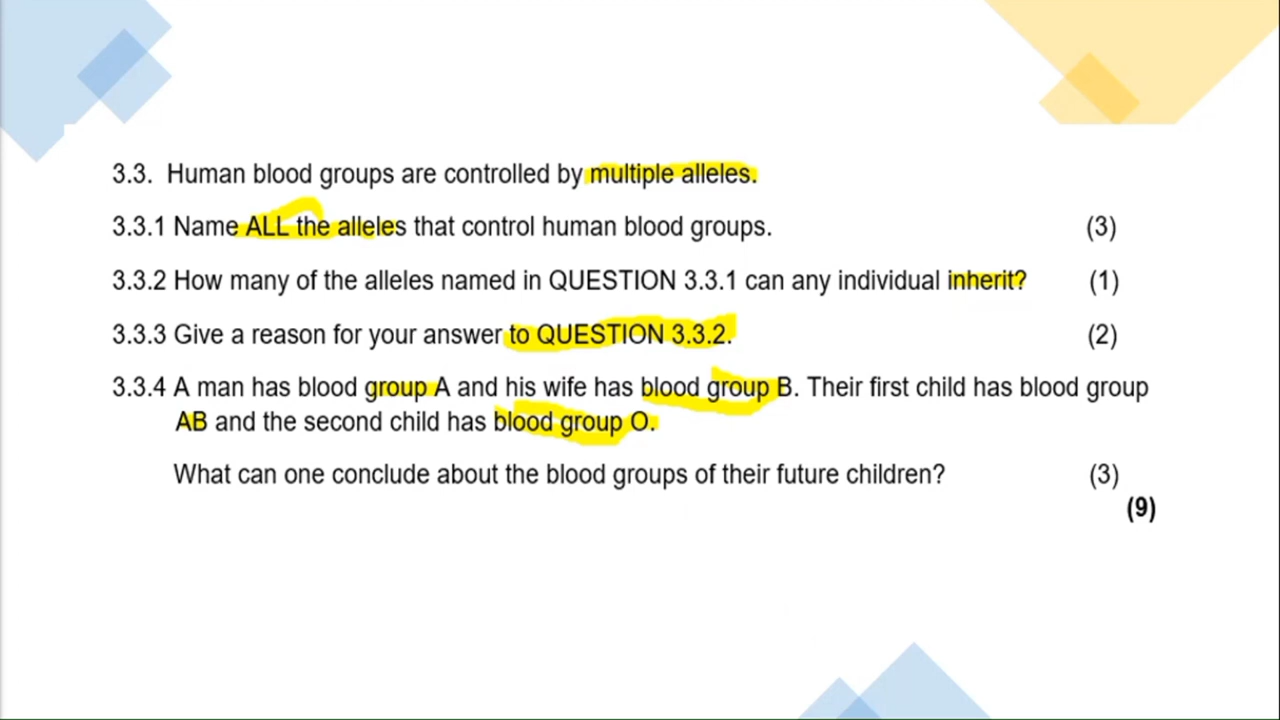 3.3. Human blood groups are controlled by multiple alleles.
3.3.1 Name ALL the alleles that control human blood groups. (3)
3.3.2 How many of the alleles named in QUESTION 3.3.1 can any individual inherit? (1)
3.3.3 Give a reason for your answer to QUESTION 3.3.2. (2)
3.3.4 A man has blood group A and his wife has blood group B. Their first child has blood group
AB and the second child has blood group O.
What can one conclude about the blood groups of their future children? (3)
(9)